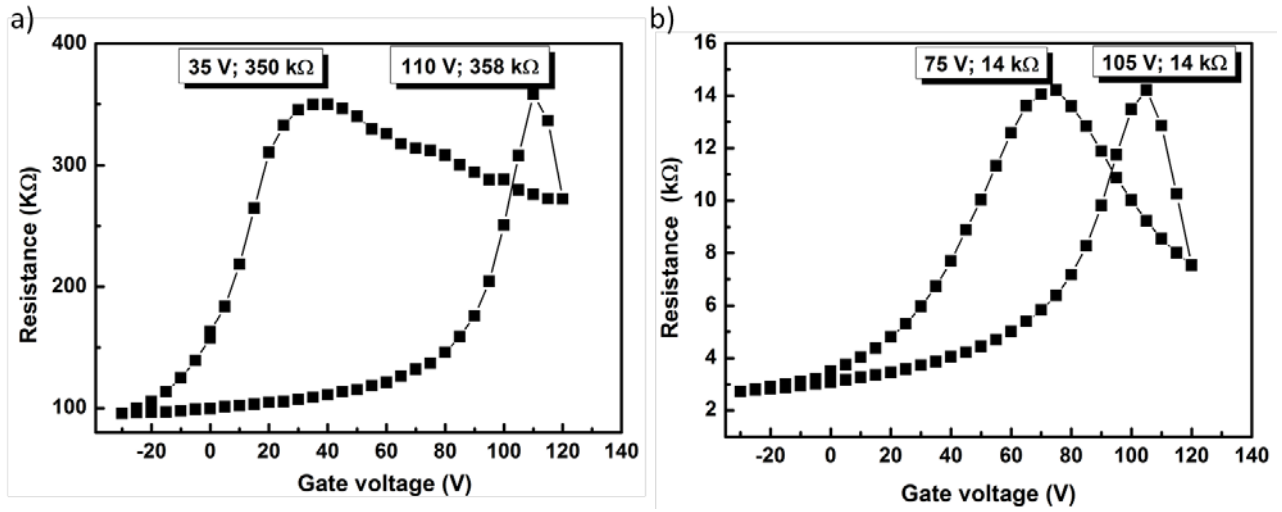 a)
400
300
200
100
Resistance (KΩ)
35 V; 350 kΩ
110 V; 358 kΩ
-20 0 20 40 60 80 100 120 140
Gate voltage (V)
b)
16
14
12
10
8
6
4
2
Resistance (kΩ)
75 V; 14 kΩ
105 V; 14 kΩ
-20 0 20 40 60 80 100 120 140
Gate voltage (V)